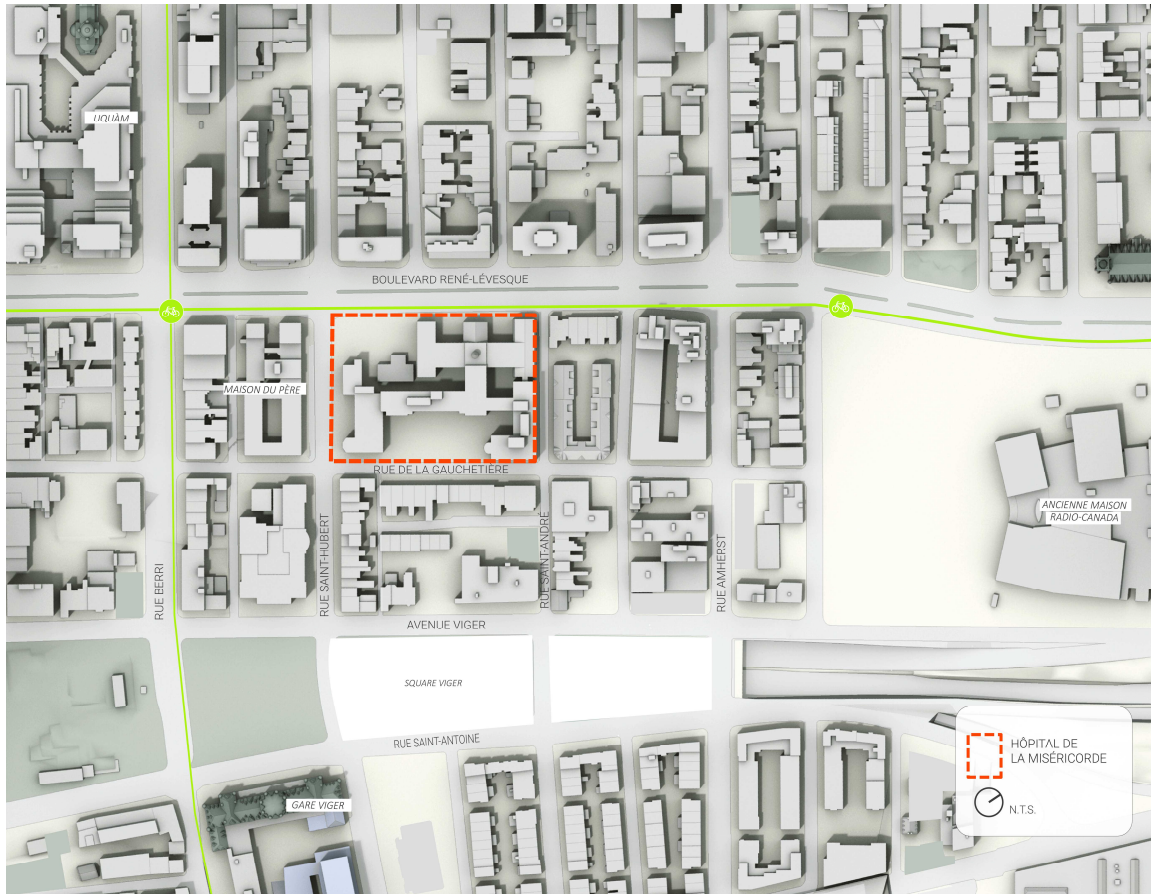 L'UQUÀM
BOULEVARD RENÉ-LÉVESQUE
MAISON DU PÈRE
RUE DE LA GAUCHETIÈRE
ANCIENNE MAISON
RADIO-CANADA
RUE BERRI
RUE SAINT-HUBERT
RUE SAINT-ANDRÉ
RUE AMHERST
AVENUE VIGER
SQUARE VIGER
RUE SAINT-ANTOINE
GARE VIGER
HÔPITAL DE
LA MISÉRICORDE
N.T.S.